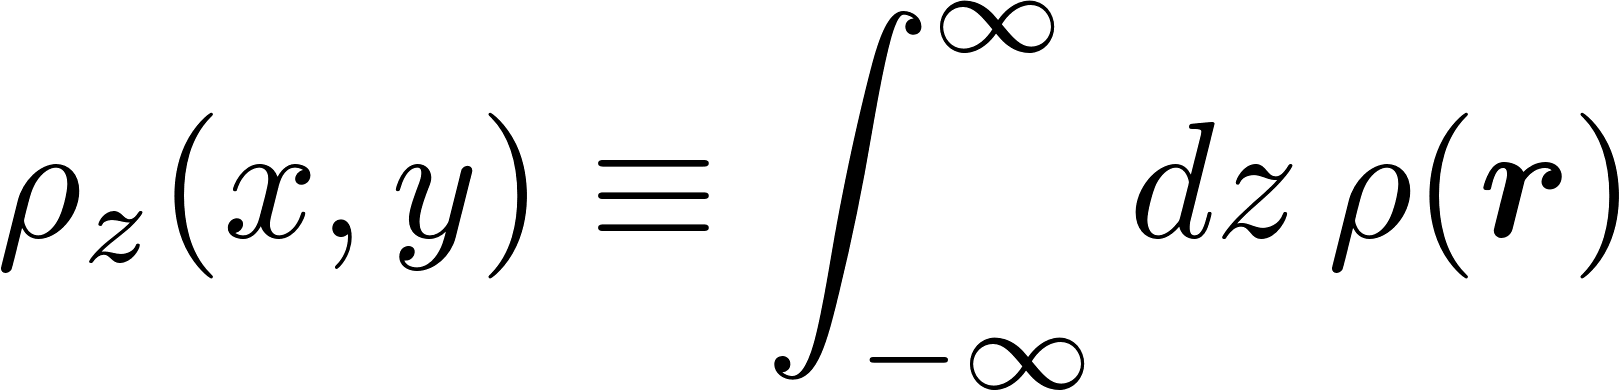 ρ_z(x, y) ≡ ∫_{−∞}^{∞} dz ρ(𝒓)